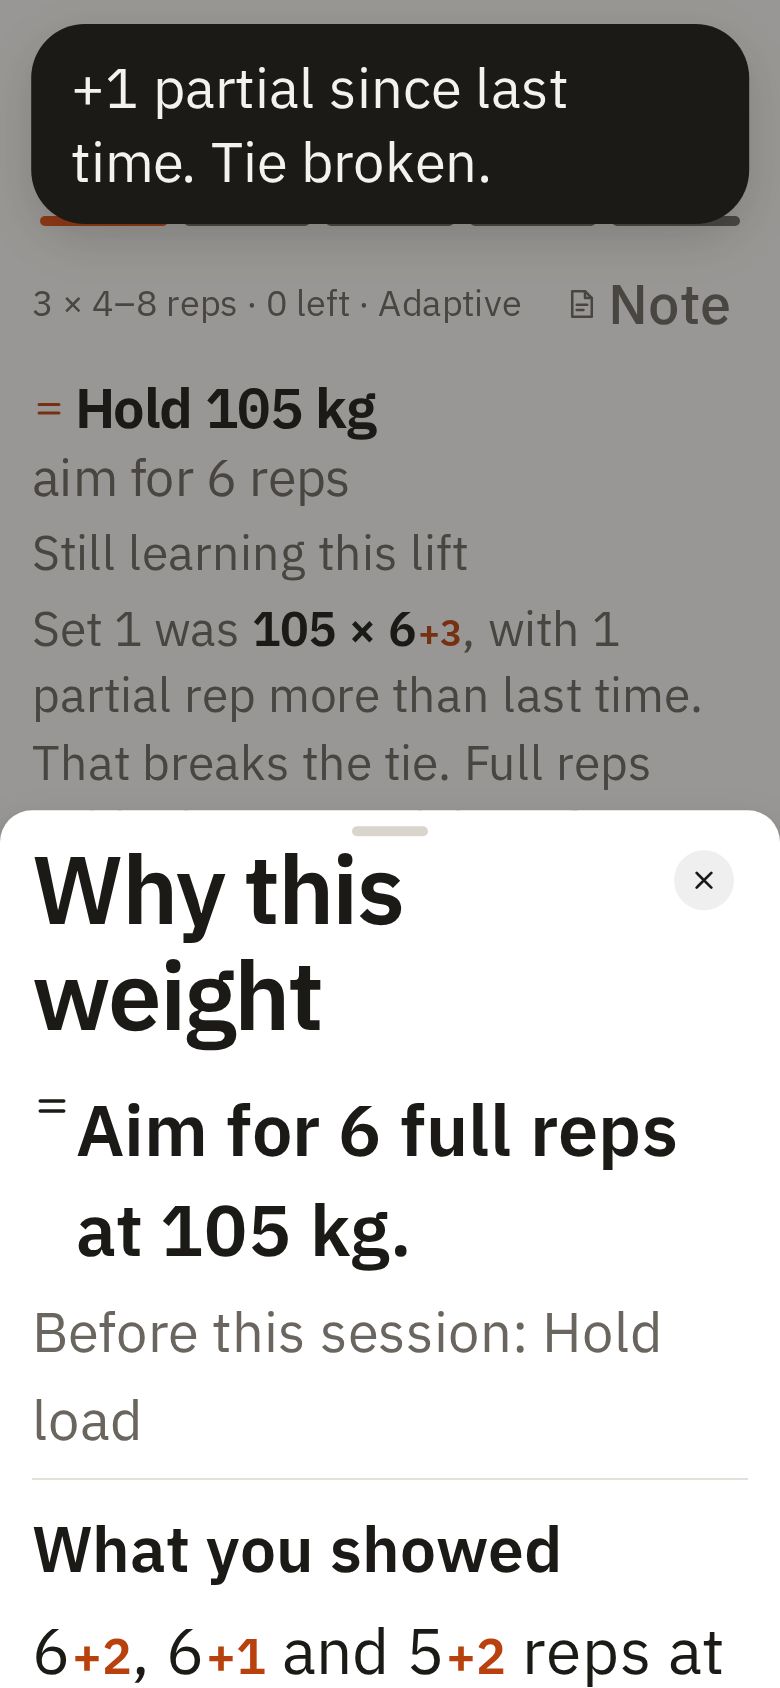 +1 partial since last
time. Tie broken.
3 × 4–8 reps · 0 left · Adaptive
Note
= Hold 105 kg
aim for 6 reps
Still learning this lift
Set 1 was 105 × 6+3, with 1
partial rep more than last time.
That breaks the tie. Full reps
Why this
weight
= Aim for 6 full reps
at 105 kg.
Before this session: Hold
load
What you showed
6+2, 6+1 and 5+2 reps at